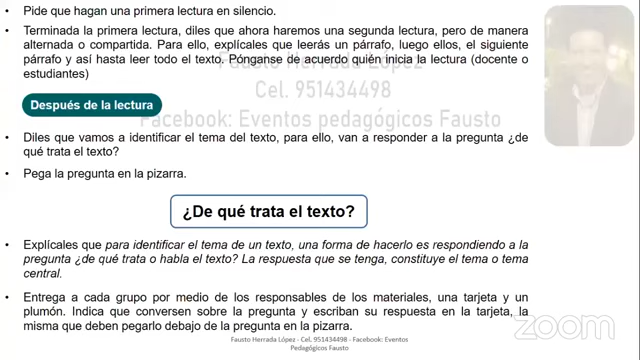 • Pide que hagan una primera lectura en silencio.
• Terminada la primera lectura, diles que ahora haremos una segunda lectura, pero de manera
alternada o compartida. Para ello, explícales que leerás un párrafo, luego ellos, el siguiente
párrafo y así hasta leer todo el texto. Pónganse de acuerdo quién inicia la lectura (docente o
estudiantes)
Fausto Herrada López
Cel. 951434498
Facebook: Eventos pedagógicos Fausto
Después de la lectura
• Diles que vamos a identificar el tema del texto, para ello, van a responder a la pregunta ¿de
qué trata el texto?
• Pega la pregunta en la pizarra.
¿De qué trata el texto?
• Explícales que para identificar el tema de un texto, una forma de hacerlo es respondiendo a la
pregunta ¿de qué trata o habla el texto? La respuesta que se tenga, constituye el tema o tema
central.
• Entrega a cada grupo por medio de los responsables de los materiales, una tarjeta y un
plumón. Indica que conversen sobre la pregunta y escriban su respuesta en la tarjeta, la
misma que deben pegarlo debajo de la pregunta en la pizarra.
zoom
Fausto Herrada López - Cel. 951434498 - Facebook: Eventos
Pedagógicos Fausto